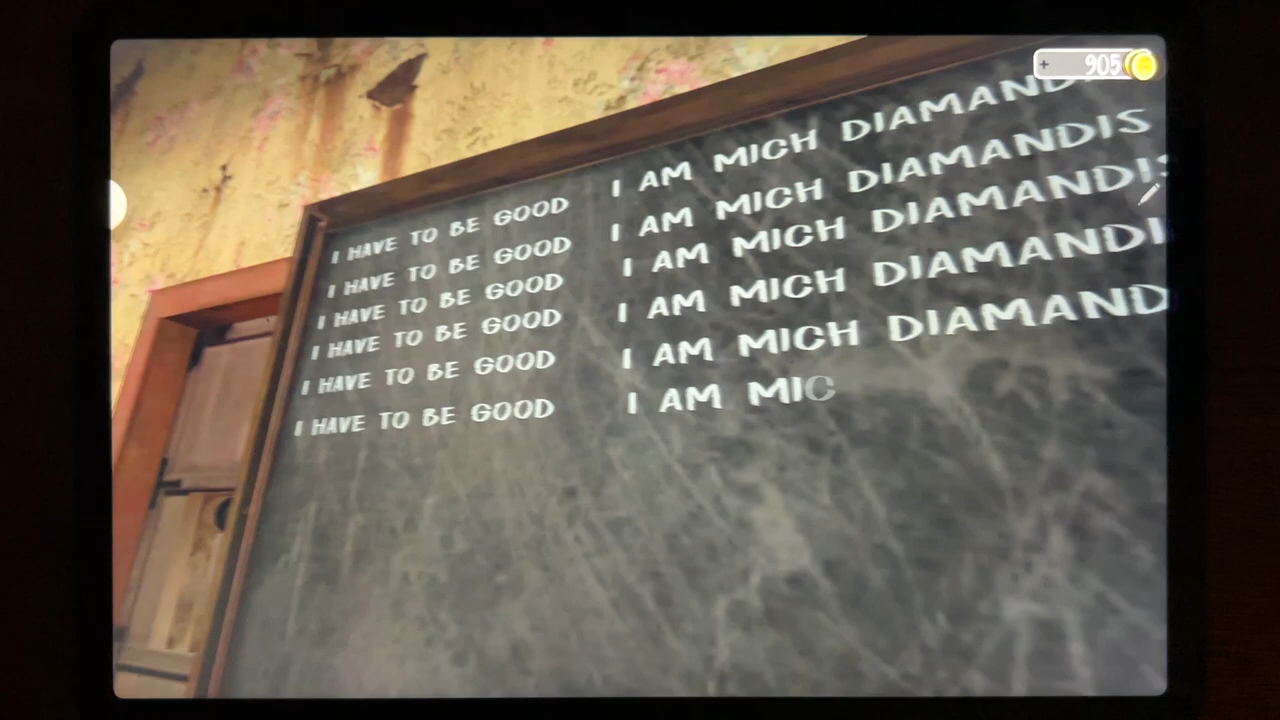 905
I HAVE TO BE GOOD I AM MICH DIAMAND
I HAVE TO BE GOOD I AM MICH DIAMANDIS
I HAVE TO BE GOOD I AM MICH DIAMANDIS
I HAVE TO BE GOOD I AM MICH DIAMANDI
I HAVE TO BE GOOD I AM MICH DIAMAND
I HAVE TO BE GOOD I AM MIC